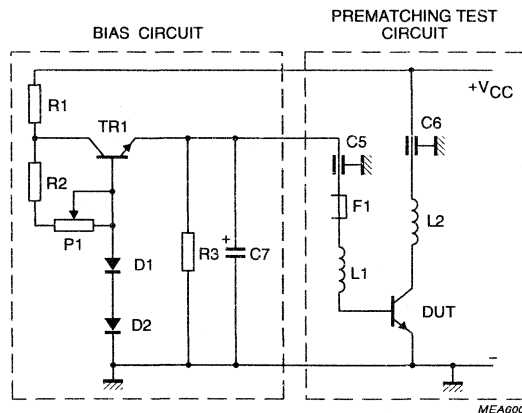 BIAS CIRCUIT
PREMATCHING TEST
CIRCUIT
R1
TR1
+VCC
C5
C6
R2
F1
P1
L2
D1
R3
+
C7
L1
D2
DUT
−